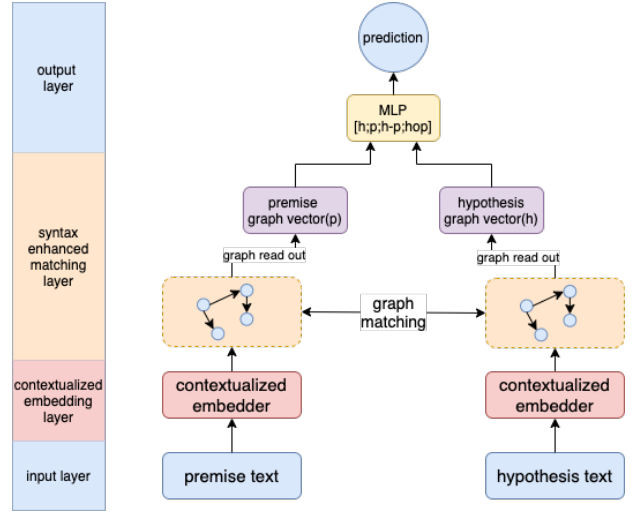 output
layer
syntax
enhanced
matching
layer
contextualized
embedding
layer
input layer
prediction
MLP
[h;p;h-p;hop]
premise
graph vector(p)
hypothesis
graph vector(h)
graph read out
graph read out
graph
matching
contextualized
embedder
contextualized
embedder
premise text
hypothesis text